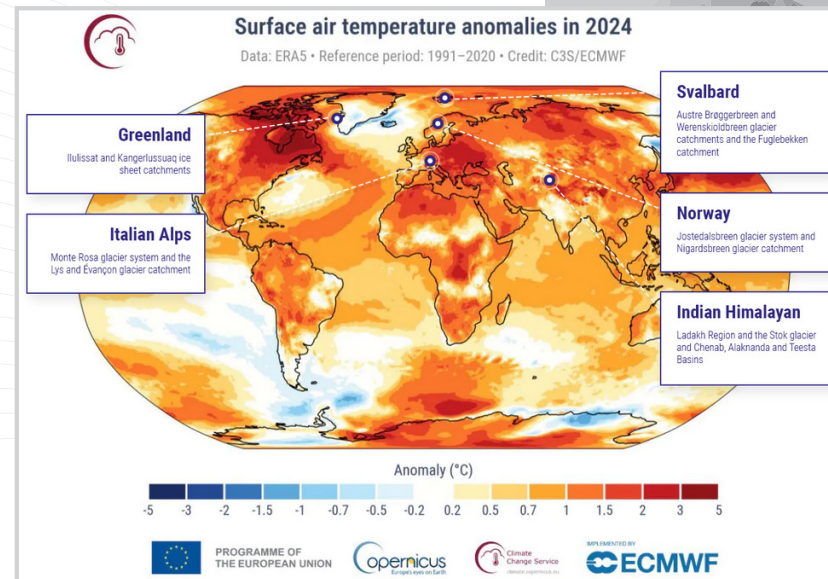 Surface air temperature anomalies in 2024
Data: ERA5 • Reference period: 1991–2020 • Credit: C3S/ECMWF
Greenland
Ilulissat and Kangerlussuaq ice
sheet catchments
Italian Alps
Monte Rosa glacier system and the
Lys and Évançon glacier catchment
Svalbard
Austre Brøggerbreen and
Werenskioldbreen glacier
catchments and the Fuglebekken
catchment
Norway
Jostedalsbreen glacier system and
Nigardsbreen glacier catchment
Indian Himalayan
Ladakh Region and the Stok glacier
and Chenab, Alaknanda and Teesta
Basins
Anomaly (°C)
-5 -3 -2 -1.5 -1 -0.7 -0.5 -0.2 0.2 0.5 0.7 1 1.5 2 3 5
PROGRAMME OF
THE EUROPEAN UNION
opernicus
Europe's eyes on Earth
Climate
Change Service
climate.copernicus.eu
IMPLEMENTED BY
ECMWF